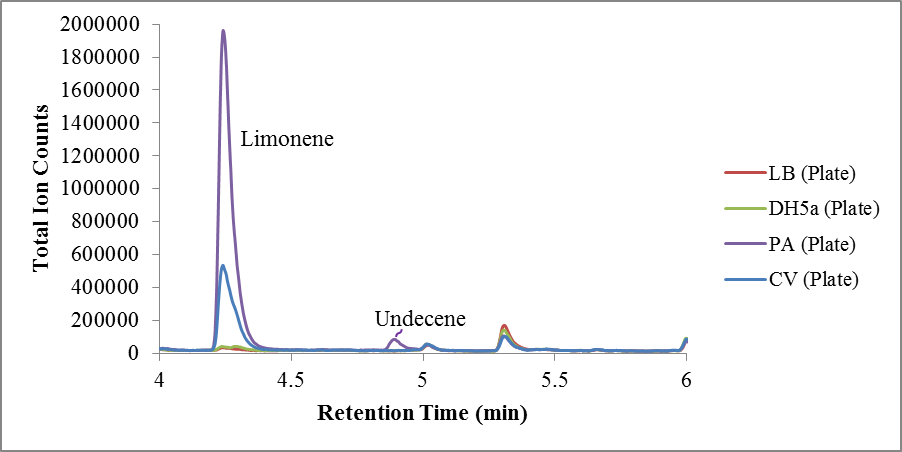 2000000
1800000
1600000
1400000
1200000
1000000
800000
600000
400000
200000
0
Total Ion Counts
Limonene
Undecene
4
4.5
5
5.5
6
Retention Time (min)
LB (Plate)
DH5a (Plate)
PA (Plate)
CV (Plate)